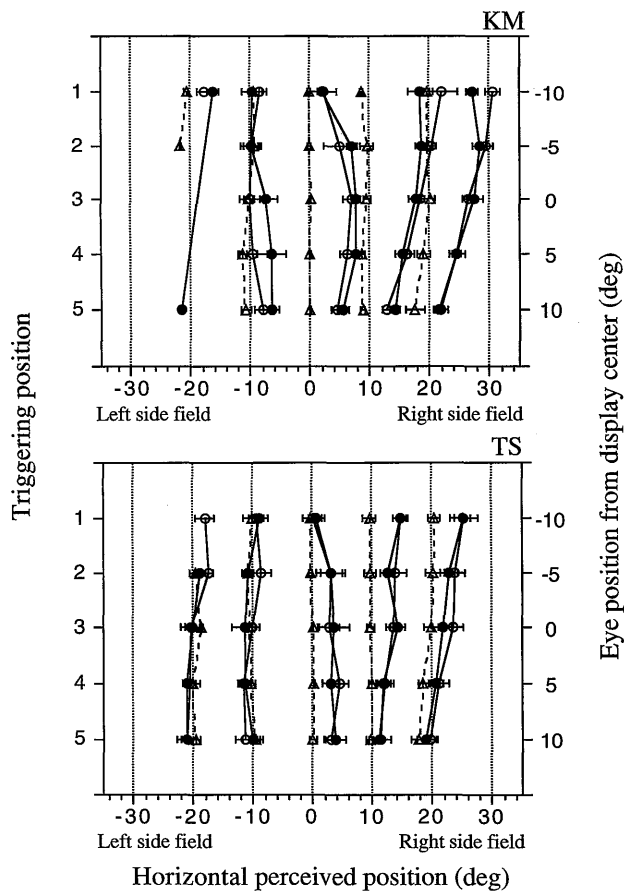 KM
1 -10
2 -5
3 0
4 5
5 10
-30 -20 -10 0 10 20 30
Left side field Right side field
Triggering position
Eye position from display center (deg)
TS
1 -10
2 -5
3 0
4 5
5 10
-30 -20 -10 0 10 20 30
Left side field Right side field
Horizontal perceived position (deg)